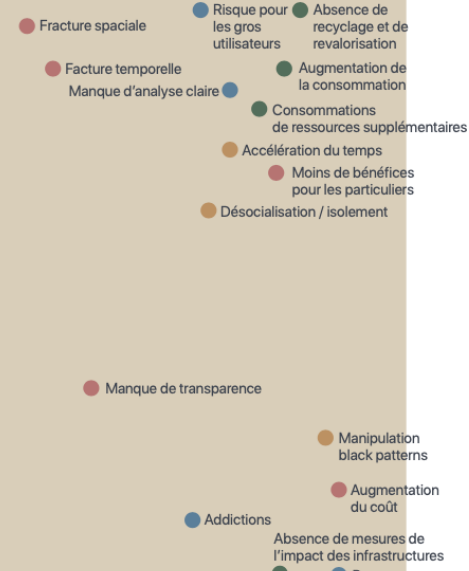 Fracture spaciale
Risque pour
les gros
utilisateurs
Absence de
recyclage et de
revalorisation
Facture temporelle
Augmentation de
la consommation
Manque d'analyse claire
Consommations
de ressources supplémentaires
Accélération du temps
Moins de bénéfices
pour les particuliers
Désocialisation / isolement
Manque de transparence
Manipulation
black patterns
Augmentation
du coût
Addictions
Absence de mesures de
l'impact des infrastructures